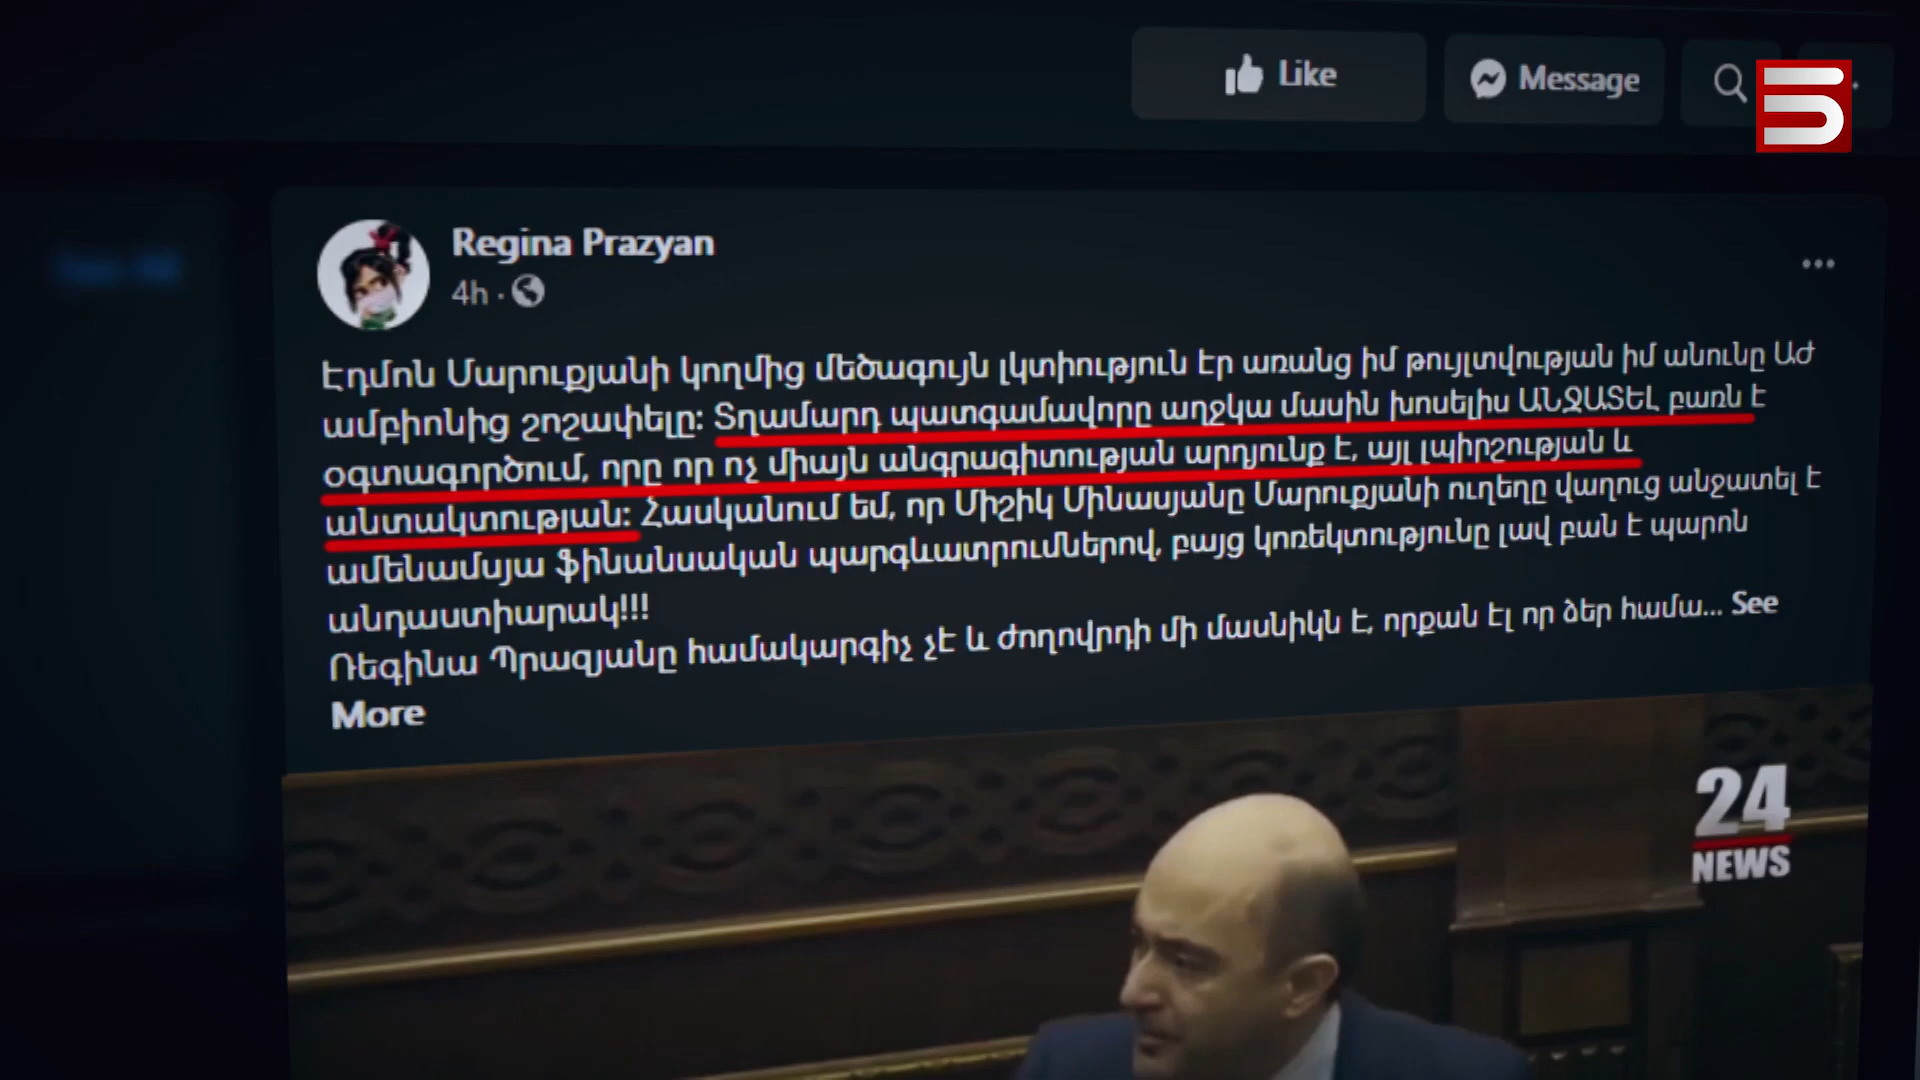 Like
Message
5
Regina Prazyan
4h ·
Էդմոն Մարուքյանի կողմից մեծագույն լկտիություն էր առանց իմ թույլտվության իմ անունը ԱԺ
ամբիոնից շոշափելը: Տղամարդ պատգամավորը աղջկա մասին խոսելիս ԱՆՋԱՏԵԼ բառն է
օգտագործում, որը որ ոչ միայն անգրագիտության արդյունք է, այլ լպիրշության և
անտակտության: Հասկանում եմ, որ Միշիկ Մինասյանը Մարուքյանի ուղեղը վաղուց անջատել է
ամենամսյա ֆինանսական պարգևատրումներով, բայց կոռեկտությունը լավ բան է պարոն
անդաստիարակ!!!
Ռեգինա Պրազյանը համակարգիչ չէ և ժողովրդի մի մասնիկն է, որքան էլ որ ձեր համա... See
More
24
NEWS